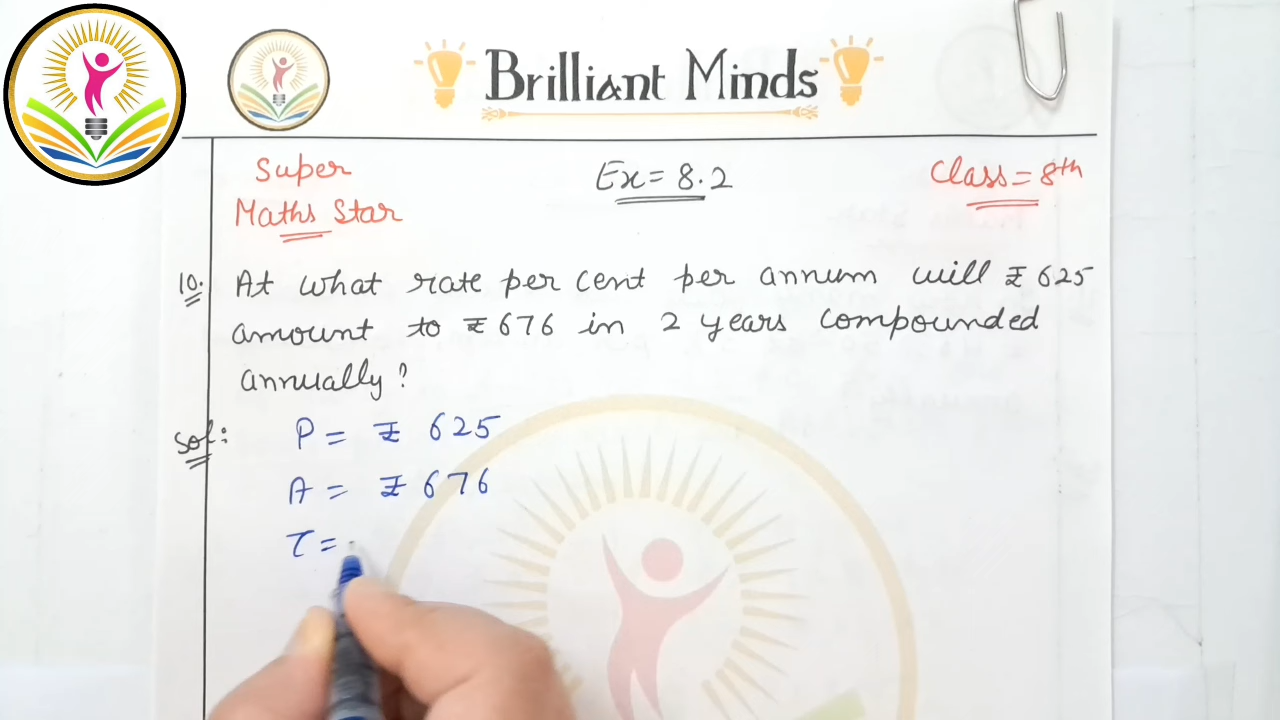 Brilliant Minds
Super
Maths Star
Ex = 8.2
Class = 8th
10. At what rate per cent per annum will ₹ 625
amount to ₹ 676 in 2 years compounded
annually?
Sol: P = ₹ 625
A = ₹ 676
T =